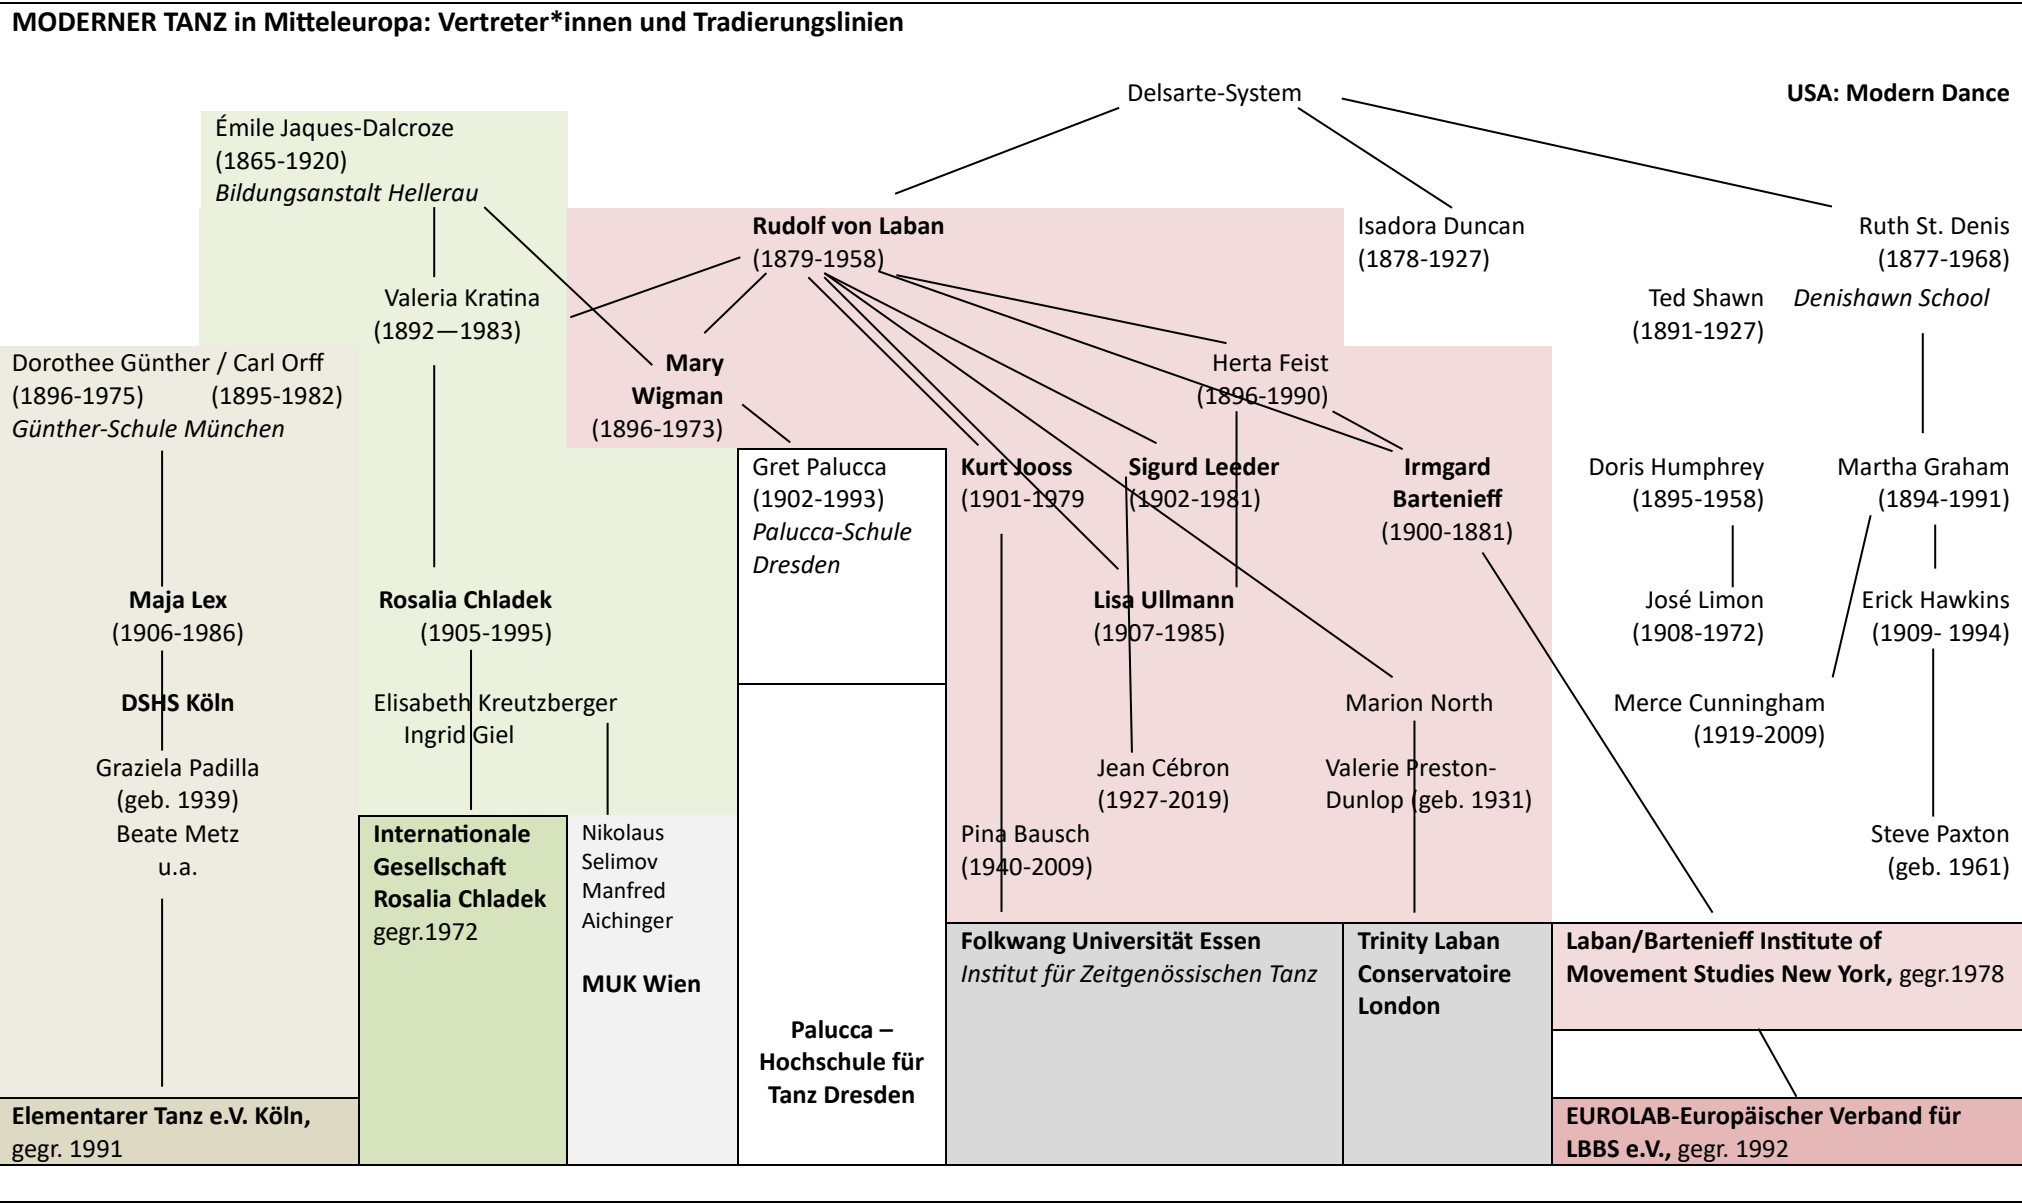 MODERNER TANZ in Mitteleuropa: Vertreter*innen und Tradierungslinien
Delsarte-System
USA: Modern Dance
Émile Jaques-Dalcroze
(1865-1920)
Bildungsanstalt Hellerau
Rudolf von Laban
(1879-1958)
Isadora Duncan
(1878-1927)
Ruth St. Denis
(1877-1968)
Valeria Kratina
(1892—1983)
Ted Shawn
(1891-1927)
Denishawn School
Dorothee Günther / Carl Orff
(1896-1975) (1895-1982)
Günther-Schule München
Mary
Wigman
(1896-1973)
Herta Feist
(1896-1990)
Gret Palucca
(1902-1993)
Palucca-Schule
Dresden
Kurt Jooss
(1901-1979
Sigurd Leeder
(1902-1981)
Irmgard
Bartenieff
(1900-1881)
Doris Humphrey
(1895-1958)
Martha Graham
(1894-1991)
Maja Lex
(1906-1986)
Rosalia Chladek
(1905-1995)
Lisa Ullmann
(1907-1985)
José Limon
(1908-1972)
Erick Hawkins
(1909- 1994)
DSHS Köln
Elisabeth Kreutzberger
Ingrid Giel
Marion North
Merce Cunningham
(1919-2009)
Graziela Padilla
(geb. 1939)
Beate Metz
u.a.
Jean Cébron
(1927-2019)
Valerie Preston-
Dunlop (geb. 1931)
Internationale
Gesellschaft
Rosalia Chladek
gegr.1972
Nikolaus
Selimov
Manfred
Aichinger
MUK Wien
Pina Bausch
(1940-2009)
Steve Paxton
(geb. 1961)
Palucca –
Hochschule für
Tanz Dresden
Folkwang Universität Essen
Institut für Zeitgenössischen Tanz
Trinity Laban
Conservatoire
London
Laban/Bartenieff Institute of
Movement Studies New York, gegr.1978
Elementarer Tanz e.V. Köln,
gegr. 1991
EUROLAB-Europäischer Verband für
LBBS e.V., gegr. 1992